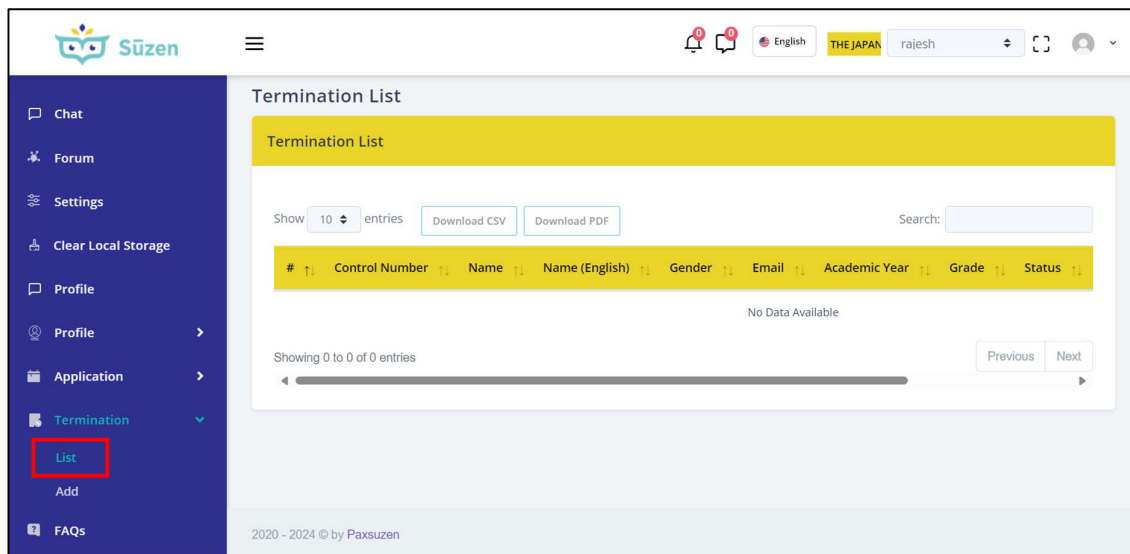 Sūzen
0 0 English THE JAPAN rajesh
Chat
Forum
Settings
Clear Local Storage
Profile
Profile
Application
Termination
List
Add
FAQs
Termination List
Termination List
Show 10 entries Download CSV Download PDF Search:
# Control Number Name Name (English) Gender Email Academic Year Grade Status
No Data Available
Showing 0 to 0 of 0 entries Previous Next
2020 - 2024 © by Paxsuzen